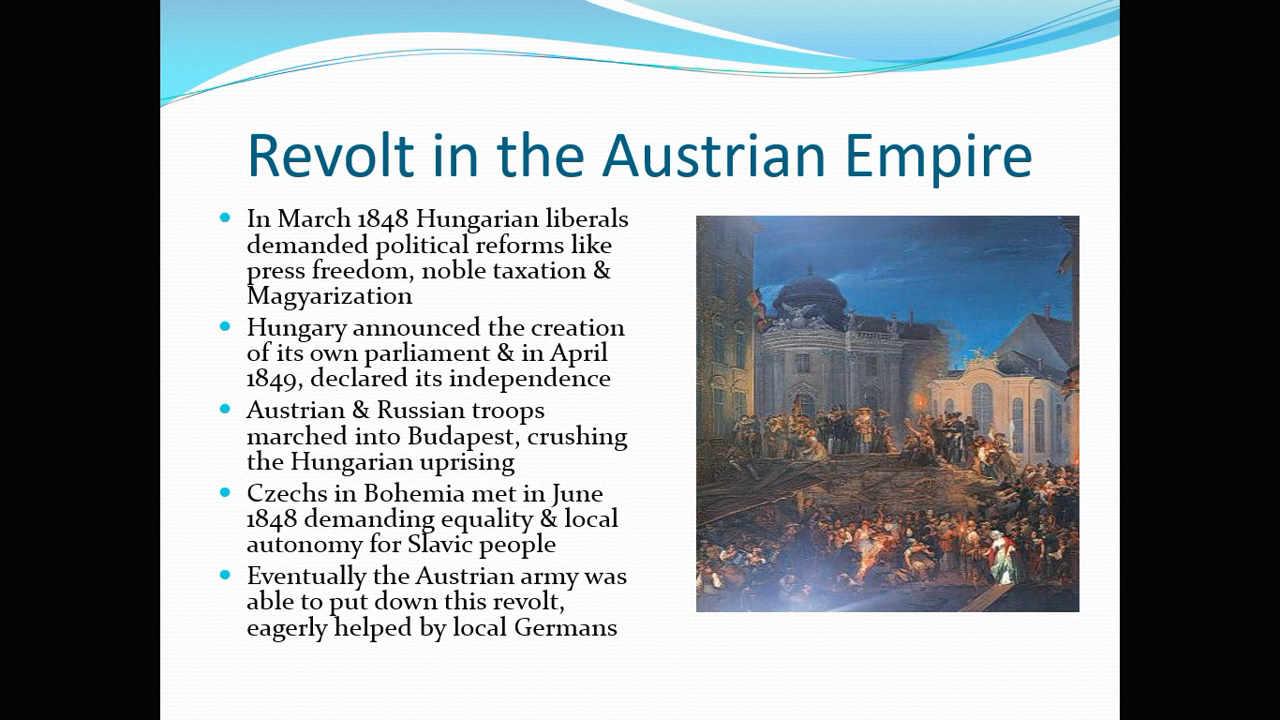 Revolt in the Austrian Empire
• In March 1848 Hungarian liberals
demanded political reforms like
press freedom, noble taxation &
Magyarization
• Hungary announced the creation
of its own parliament & in April
1849, declared its independence
• Austrian & Russian troops
marched into Budapest, crushing
the Hungarian uprising
• Czechs in Bohemia met in June
1848 demanding equality & local
autonomy for Slavic people
• Eventually the Austrian army was
able to put down this revolt,
eagerly helped by local Germans